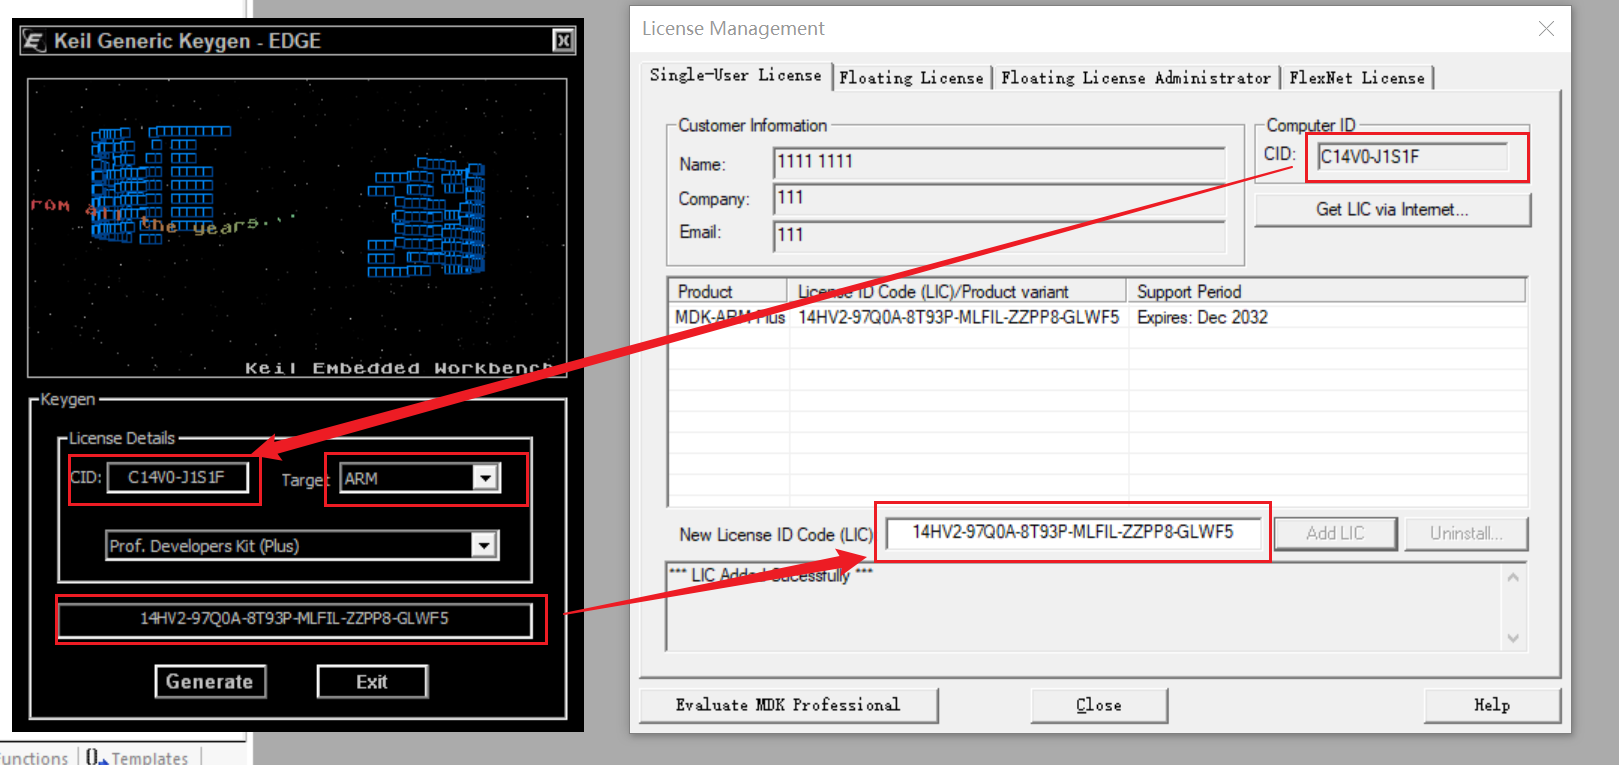 Keil Generic Keygen - EDGE
rom all the years...
Keil Embedded Workbench
Keygen
License Details
CID: C14V0-J1S1F Target ARM
Prof. Developers Kit (Plus)
14HV2-97Q0A-8T93P-MLFIL-ZZPP8-GLWF5
Generate Exit
unctions Templates
License Management
Single-User License Floating License Floating License Administrator FlexNet License
Customer Information
Name: 1111 1111
Company: 111
Email: 111
Computer ID
CID: C14V0-J1S1F
Get LIC via Internet...
Product License ID Code (LIC)/Product variant Support Period
MDK-ARM Plus 14HV2-97Q0A-8T93P-MLFIL-ZZPP8-GLWF5 Expires: Dec 2032
New License ID Code (LIC) 14HV2-97Q0A-8T93P-MLFIL-ZZPP8-GLWF5 Add LIC Uninstall...
*** LIC Added Sucessfully ***
Evaluate MDK Professional Close Help